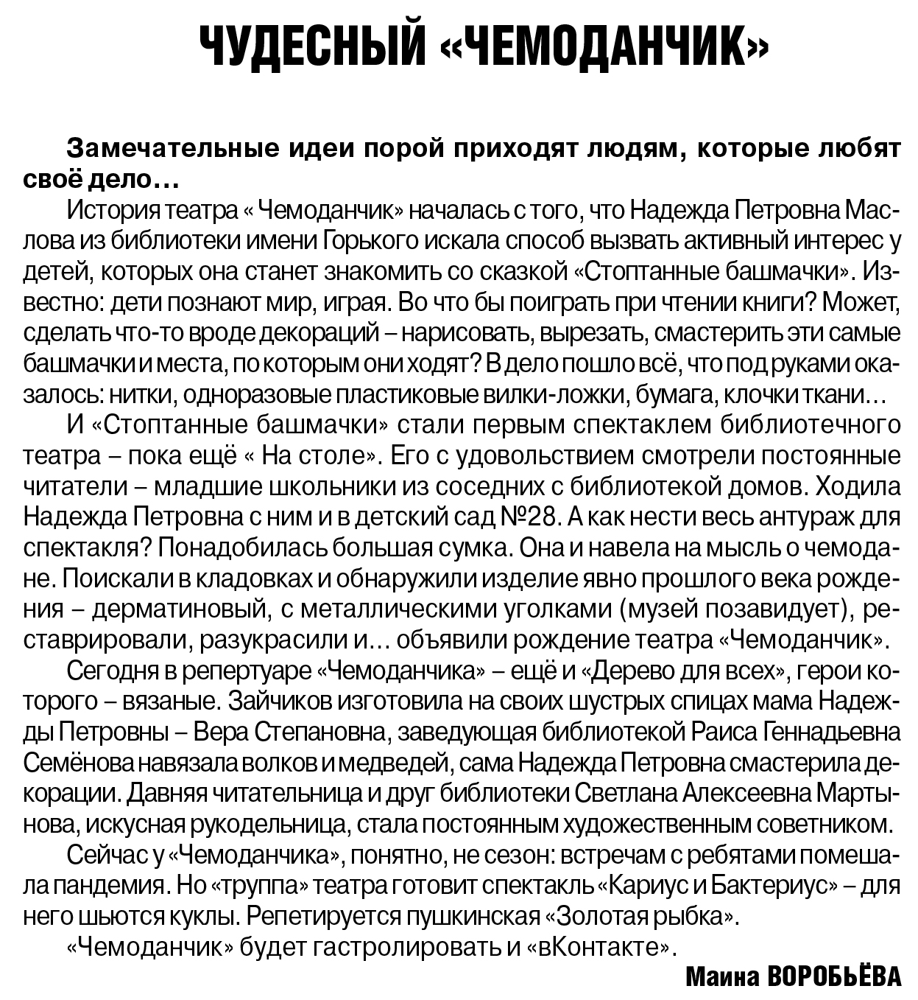 ЧУДЕСНЫЙ «ЧЕМОДАНЧИК»
Замечательные идеи порой приходят людям, которые любят
своё дело…
История театра « Чемоданчик» началась с того, что Надежда Петровна Мас-
лова из библиотеки имени Горького искала способ вызвать активный интерес у
детей, которых она станет знакомить со сказкой «Стоптанные башмачки». Из-
вестно: дети познают мир, играя. Во что бы поиграть при чтении книги? Может,
сделать что-то вроде декораций – нарисовать, вырезать, смастерить эти самые
башмачки и места, по которым они ходят? В дело пошло всё, что под руками ока-
залось: нитки, одноразовые пластиковые вилки-ложки, бумага, клочки ткани…
И «Стоптанные башмачки» стали первым спектаклем библиотечного
театра – пока ещё « На столе». Его с удовольствием смотрели постоянные
читатели – младшие школьники из соседних с библиотекой домов. Ходила
Надежда Петровна с ним и в детский сад №28. А как нести весь антураж для
спектакля? Понадобилась большая сумка. Она и навела на мысль о чемода-
не. Поискали в кладовках и обнаружили изделие явно прошлого века рожде-
ния – дерматиновый, с металлическими уголками (музей позавидует), ре-
ставрировали, разукрасили и… объявили рождение театра «Чемоданчик».
Сегодня в репертуаре «Чемоданчика» – ещё и «Дерево для всех», герои ко-
торого – вязаные. Зайчиков изготовила на своих шустрых спицах мама Надеж-
ды Петровны – Вера Степановна, заведующая библиотекой Раиса Геннадьевна
Семёнова навязала волков и медведей, сама Надежда Петровна смастерила де-
корации. Давняя читательница и друг библиотеки Светлана Алексеевна Марты-
нова, искусная рукодельница, стала постоянным художественным советником.
Сейчас у «Чемоданчика», понятно, не сезон: встречам с ребятами помеша-
ла пандемия. Но «труппа» театра готовит спектакль «Кариус и Бактериус» – для
него шьются куклы. Репетируется пушкинская «Золотая рыбка».
«Чемоданчик» будет гастролировать и «вКонтакте».
Маина ВОРОБЬЁВА